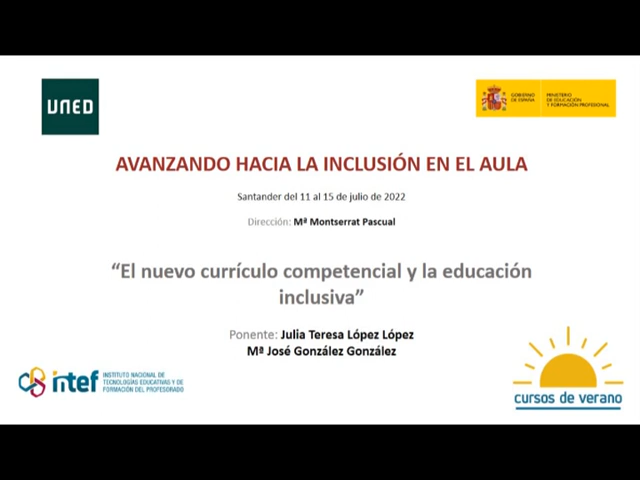 UNED
GOBIERNO
DE ESPAÑA
MINISTERIO
DE EDUCACIÓN
Y FORMACIÓN PROFESIONAL
AVANZANDO HACIA LA INCLUSIÓN EN EL AULA
Santander del 11 al 15 de julio de 2022
Dirección: Mª Montserrat Pascual
“El nuevo currículo competencial y la educación
inclusiva”
Ponente: Julia Teresa López López
Mª José González González
intef
INSTITUTO NACIONAL DE
TECNOLOGÍAS EDUCATIVAS Y DE
FORMACIÓN DEL PROFESORADO
cursos de verano